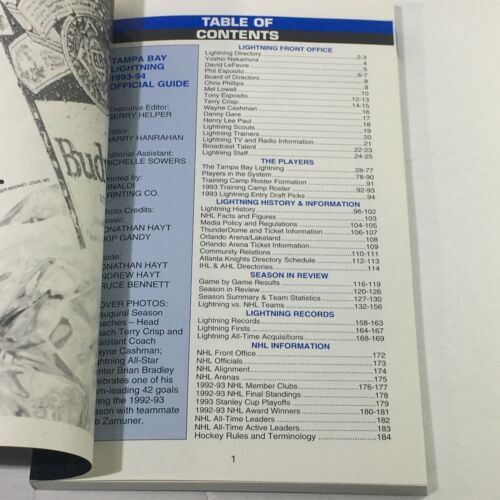 Bud
TAMPA BAY
LIGHTNING
1993-94
OFFICIAL GUIDE
Executive Editor:
GERRY HELPER
Editor:
BARRY HANRAHAN
Editorial Assistant:
MICHELLE SOWERS
RINALDI
PRINTING CO.
Photo Credits:
JONATHAN HAYT
SKIP GANDY
JONATHAN HAYT
ANDREW HAYT
BRUCE BENNETT
COVER PHOTOS:
Inaugural Season
Coaches – Head
Coach Terry Crisp and
Assistant Coach
Wayne Cashman;
Lightning All-Star
Center Brian Bradley
celebrates one of his
team-leading 42 goals
during the 1992-93
season with teammate
Rob Zamuner.
TABLE OF
CONTENTS
LIGHTNING FRONT OFFICE
Lightning Directory 2-3
Yoshio Nakamura 4
David LeFevre 5
Phil Esposito 6-7
Board of Directors 8
Chris Phillips 9
Mel Lowell 10
Tony Esposito 11
Terry Crisp 12-13
Wayne Cashman 14-15
Danny Gare 16
Henry Lee Paul 17
Lightning Scouts 18
Lightning Trainers 19
Lightning TV and Radio Information 20
Broadcast Talent 21
Lightning Staff 22-23
24-25
THE PLAYERS
The Tampa Bay Lightning 28-77
Players in the System 78-90
Training Camp Roster Formation 91
1993 Training Camp Roster 92-93
1993 Lightning Entry Draft Picks 94
LIGHTNING HISTORY & INFORMATION
Lightning History 96-102
NHL Facts and Figures 103
Media Policy and Regulations 104-105
ThunderDome and Ticket Information 106-107
Orlando Arena/Lakeland 108
Orlando Arena Ticket Information 109
Community Relations 110-111
Atlanta Knights Directory Schedule 112-113
IHL & AHL Directories 114
SEASON IN REVIEW
Game by Game Results 116-119
Season in Review 120-126
Season Summary & Team Statistics 127-130
Lightning vs. NHL Teams 132-156
LIGHTNING RECORDS
Lightning Records 158-163
Lightning Firsts 164-167
Lightning All-Time Acquisitions 168-169
NHL INFORMATION
NHL Front Office 172
NHL Officials 173
NHL Alignment 174
NHL Arenas 175
1992-93 NHL Member Clubs 176-177
1992-93 NHL Final Standings 178
1993 Stanley Cup Playoffs 179
1992-93 NHL Award Winners 180-181
NHL All-Time Leaders 182
NHL All-Time Active Leaders 183
Hockey Rules and Terminology 184
1